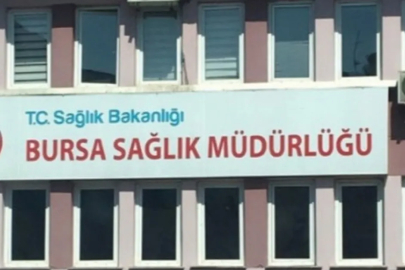 T.C. Sağlık Bakanlığı
BURSA SAĞLIK MÜDÜRLÜĞÜ